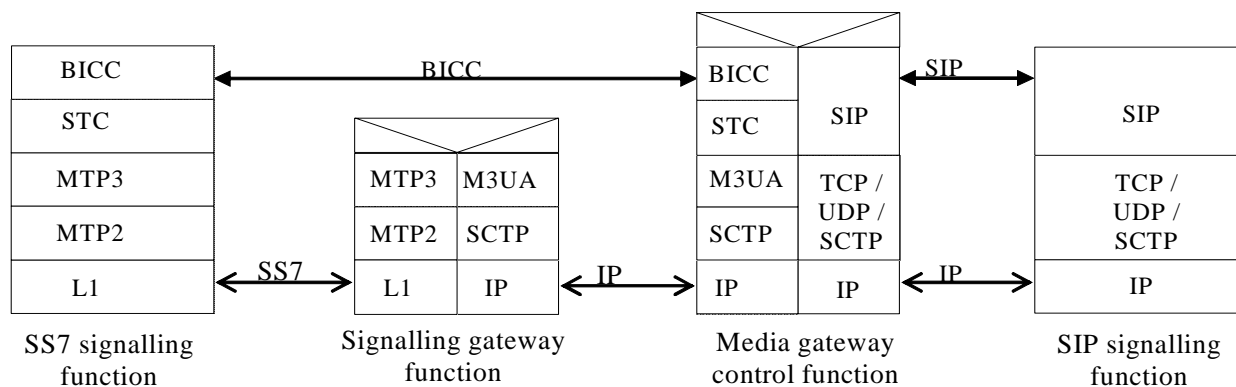 BICC
STC
MTP3
MTP2
L1
SS7 signalling
function
BICC
SS7
MTP3 M3UA
MTP2 SCTP
L1 IP
Signalling gateway
function
IP
BICC
STC
M3UA
SCTP
IP
SIP
TCP /
UDP /
SCTP
IP
Media gateway
control function
SIP
IP
SIP
TCP /
UDP /
SCTP
IP
SIP signalling
function